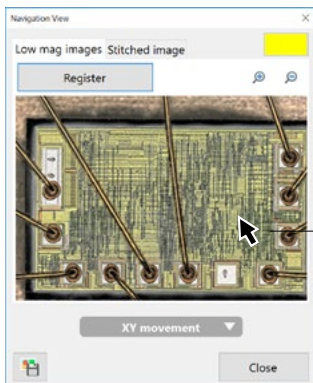 Navigation View
Low mag images Stitched image
Register
XY movement
Close